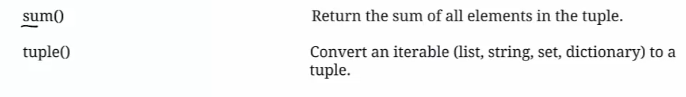 sum() Return the sum of all elements in the tuple.
tuple() Convert an iterable (list, string, set, dictionary) to a
tuple.